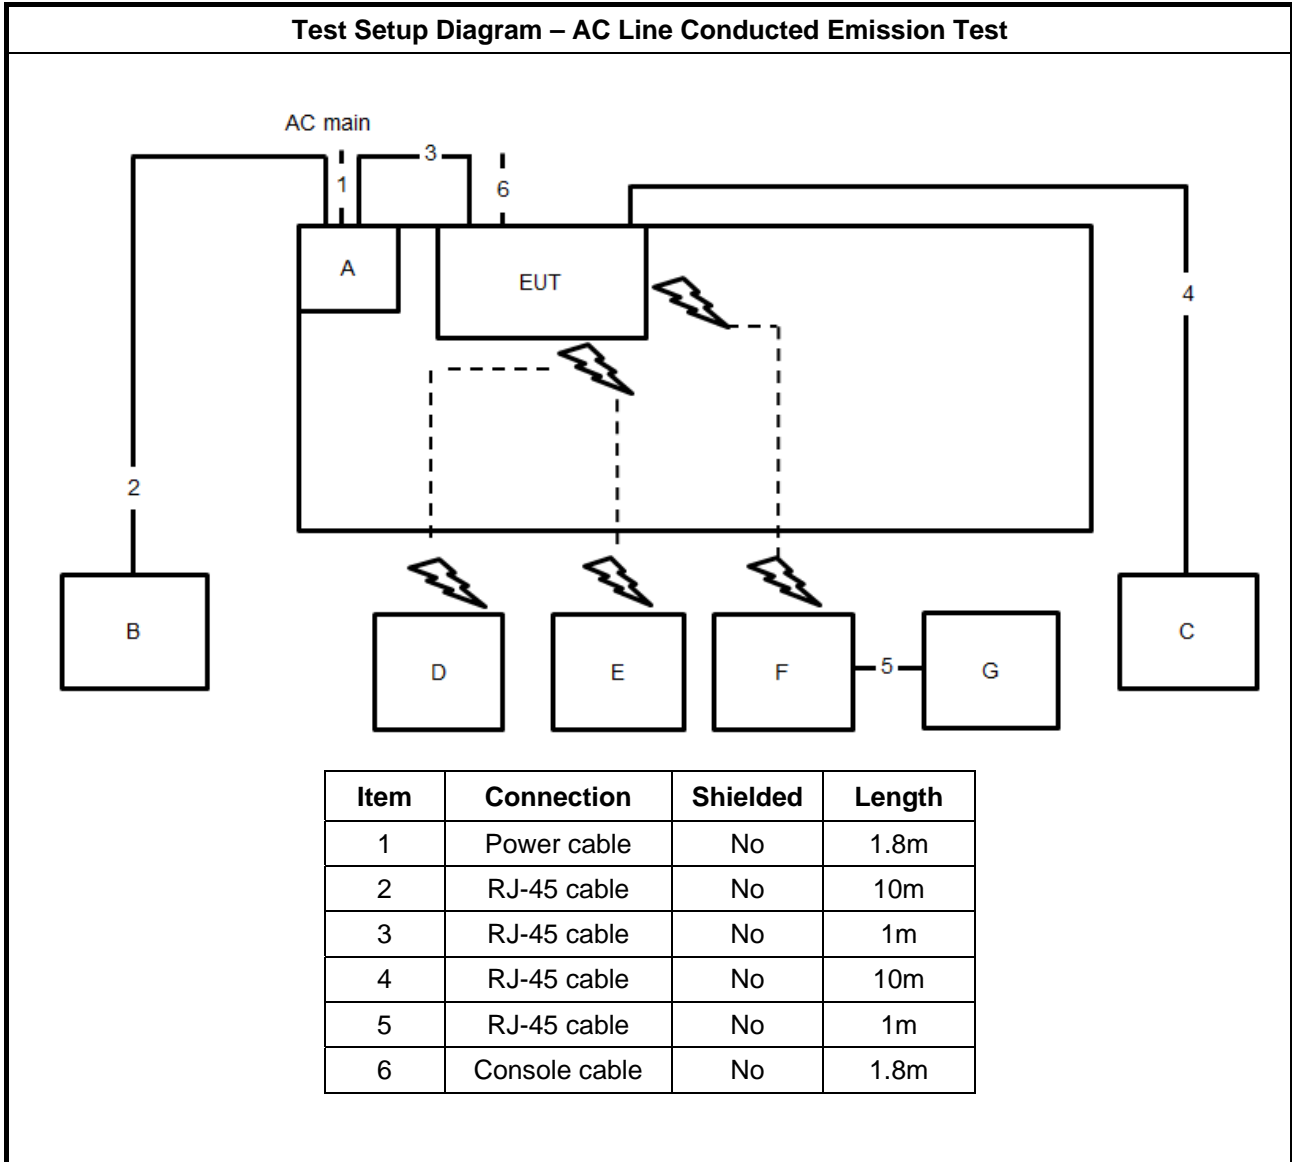 Test Setup Diagram – AC Line Conducted Emission Test
AC main
3
1
6
A
EUT
4
2
B
C
D
E
F
5
G
Item Connection Shielded Length
1 Power cable No 1.8m
2 RJ-45 cable No 10m
3 RJ-45 cable No 1m
4 RJ-45 cable No 10m
5 RJ-45 cable No 1m
6 Console cable No 1.8m